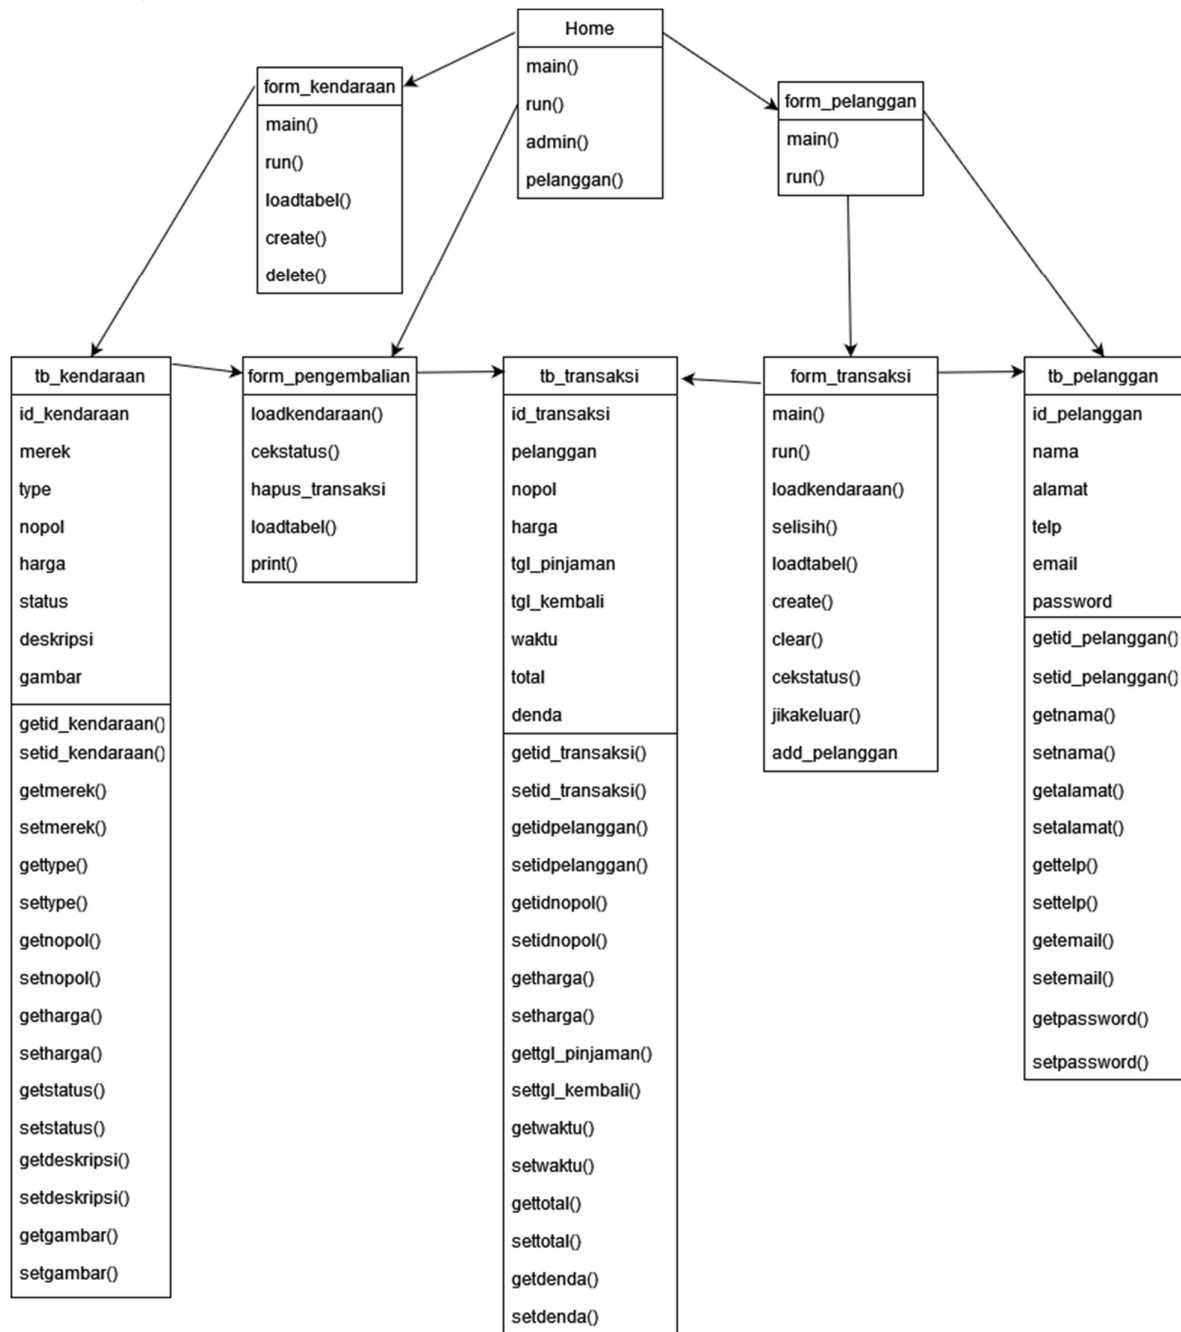 Home
main()
run()
admin()
pelanggan()
form_kendaraan
main()
run()
loadtabel()
create()
delete()
form_pelanggan
main()
run()
tb_kendaraan
id_kendaraan
merek
type
nopol
harga
status
deskripsi
gambar
getid_kendaraan()
setid_kendaraan()
getmerek()
setmerek()
gettype()
settype()
getnopol()
setnopol()
getharga()
setharga()
getstatus()
setstatus()
getdeskripsi()
setdeskripsi()
getgambar()
setgambar()
form_pengembalian
loadkendaraan()
cekstatus()
hapus_transaksi
loadtabel()
print()
tb_transaksi
id_transaksi
pelanggan
nopol
harga
tgl_pinjaman
tgl_kembali
waktu
total
denda
getid_transaksi()
setid_transaksi()
getidpelanggan()
setidpelanggan()
getidnopol()
setidnopol()
getharga()
setharga()
gettgl_pinjaman()
settgl_kembali()
getwaktu()
setwaktu()
gettotal()
settotal()
getdenda()
setdenda()
form_transaksi
main()
run()
loadkendaraan()
selisih()
loadtabel()
create()
clear()
cekstatus()
jikakeluar()
add_pelanggan
tb_pelanggan
id_pelanggan
nama
alamat
telp
email
password
getid_pelanggan()
setid_pelanggan()
getnama()
setnama()
getalamat()
setalamat()
gettelp()
settelp()
getemail()
setemail()
getpassword()
setpassword()